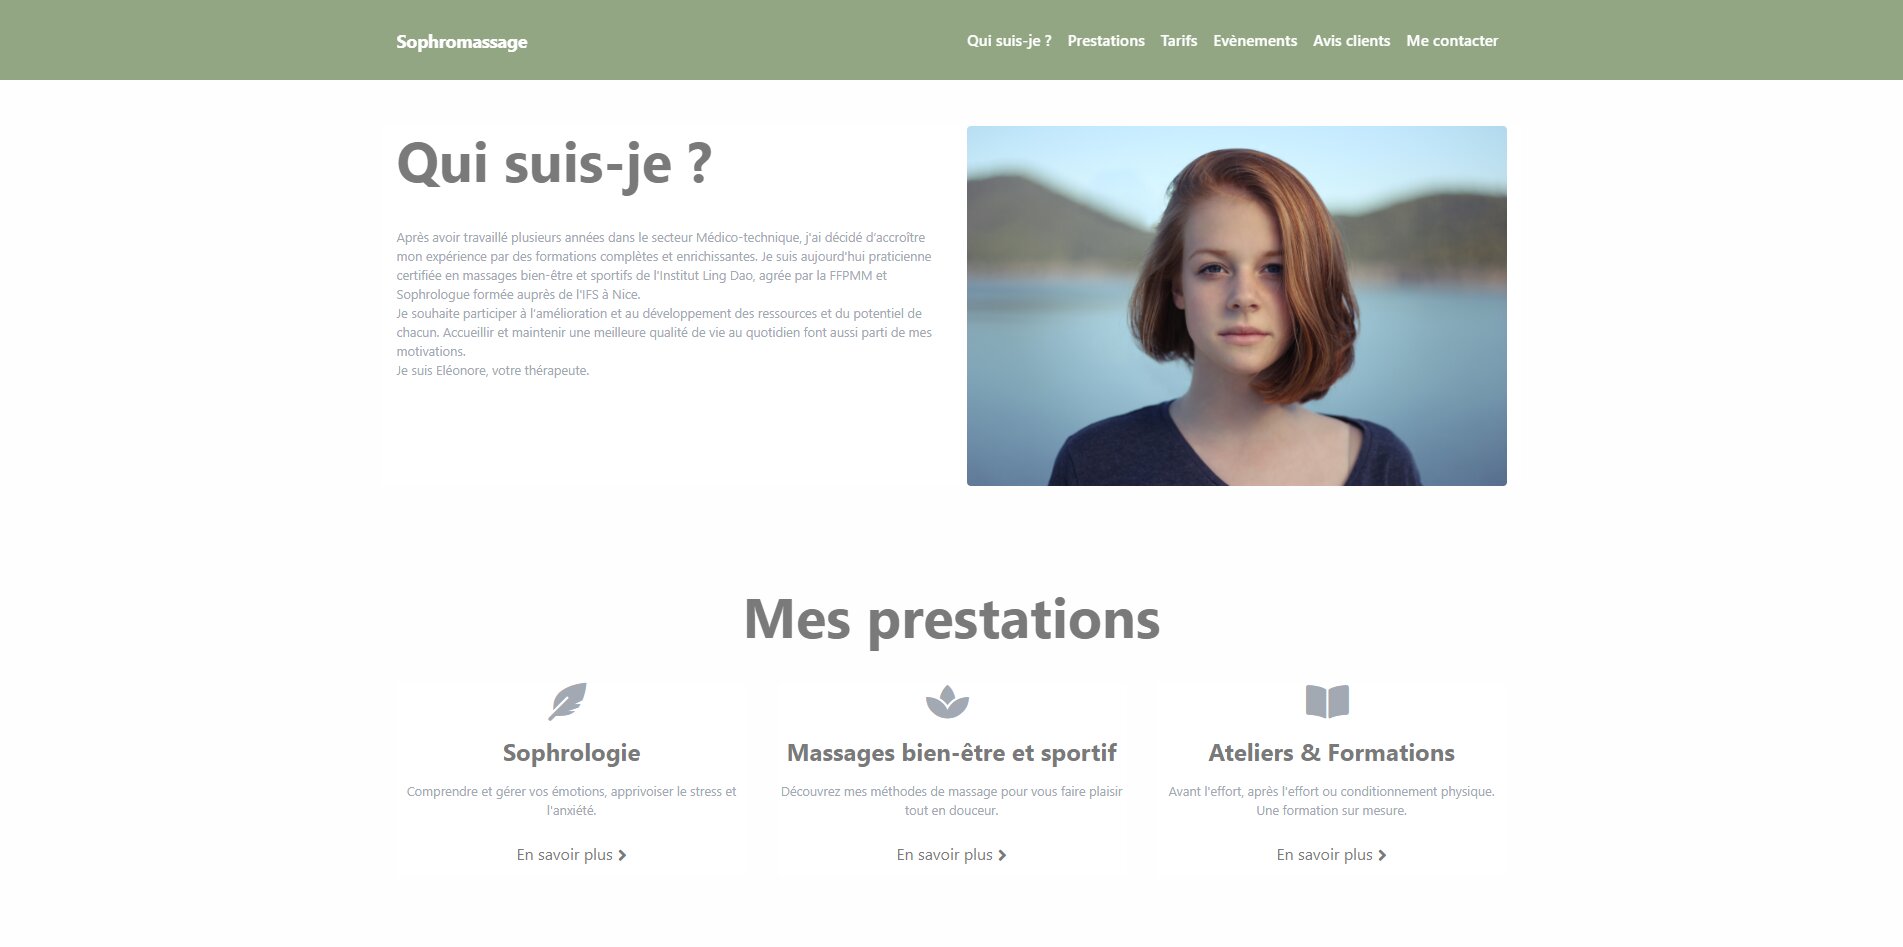 Sophromassage
Qui suis-je ? Prestations Tarifs Evènements Avis clients Me contacter
Qui suis-je ?
Après avoir travaillé plusieurs années dans le secteur Médico-technique, j'ai décidé d'accroître
mon expérience par des formations complètes et enrichissantes. Je suis aujourd'hui praticienne
certifiée en massages bien-être et sportifs de l'Institut Ling Dao, agrée par la FFPMM et
Sophrologue formée auprès de l'IFS à Nice.
Je souhaite participer à l'amélioration et au développement des ressources et du potentiel de
chacun. Accueillir et maintenir une meilleure qualité de vie au quotidien font aussi parti de mes
motivations.
Je suis Eléonore, votre thérapeute.
Mes prestations
Sophrologie
Comprendre et gérer vos émotions, apprivoiser le stress et
l'anxiété.
En savoir plus
Massages bien-être et sportif
Découvrez mes méthodes de massage pour vous faire plaisir
tout en douceur.
En savoir plus
Ateliers & Formations
Avant l'effort, après l'effort ou conditionnement physique.
Une formation sur mesure.
En savoir plus